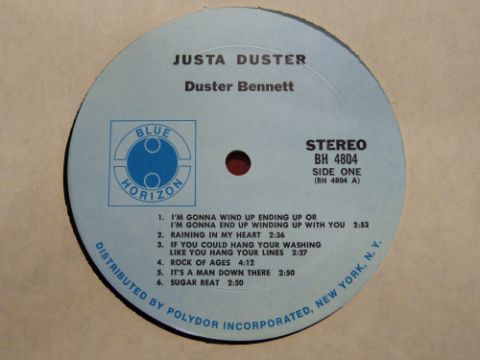 JUSTA DUSTER
Duster Bennett
BLUE
HORIZON
STEREO
BH 4804
SIDE ONE
(BH 4804 A)
1. I'M GONNA WIND UP ENDING UP OR
I'M GONNA END UP WINDING UP WITH YOU 2:53
2. RAINING IN MY HEART 2:36
3. IF YOU COULD HANG YOUR WASHING
LIKE YOU HANG YOUR LINES 2:27
4. ROCK OF AGES 4:12
5. IT'S A MAN DOWN THERE 2:50
6. SUGAR BEAT 2:50
DISTRIBUTED BY POLYDOR INCORPORATED, NEW YORK, N.Y.